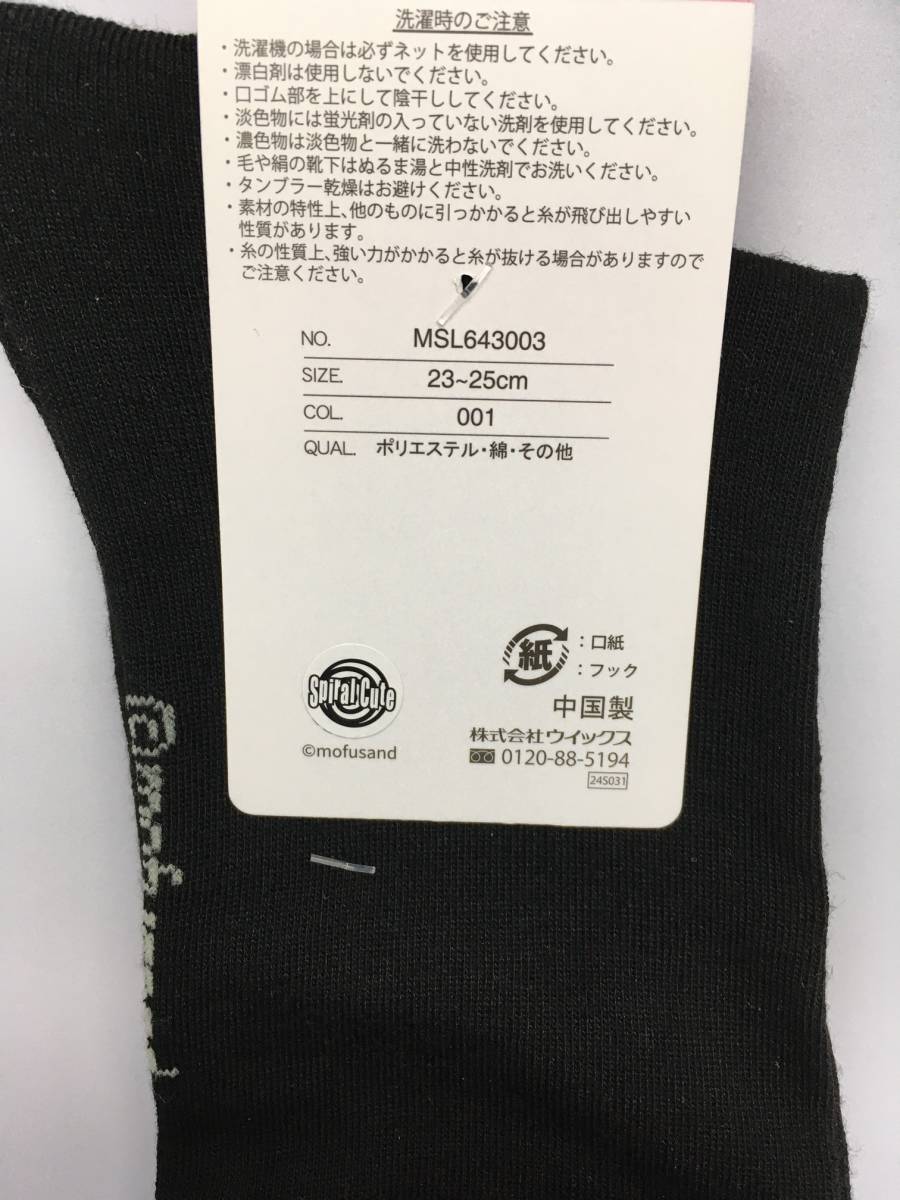 洗濯時のご注意
・洗濯機の場合は必ずネットを使用してください。
・漂白剤は使用しないでください。
・口ゴム部を上にして陰干ししてください。
・淡色物には蛍光剤の入っていない洗剤を使用してください。
・濃色物は淡色物と一緒に洗わないでください。
・毛や絹の靴下はぬるま湯と中性洗剤でお洗いください。
・タンブラー乾燥はお避けください。
・素材の特性上、他のものに引っかかると糸が飛び出しやすい
性質があります。
・糸の性質上、強い力がかかると糸が抜ける場合がありますので
ご注意ください。
NO. MSL643003
SIZE. 23~25cm
COL. 001
QUAL. ポリエステル・綿・その他
紙 : 口紙
: フック
Spiral Cute
©mofusand
中国製
株式会社ウイックス
0120-88-5194
24S031
©mofusand